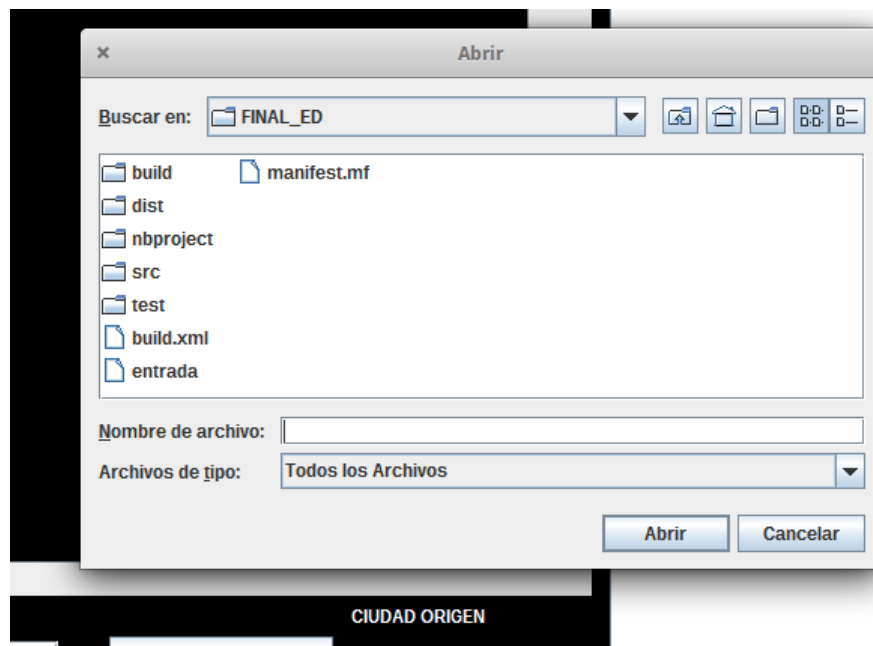 Abrir
Buscar en: FINAL_ED
build manifest.mf
dist
nbproject
src
test
build.xml
entrada
Nombre de archivo:
Archivos de tipo: Todos los Archivos
Abrir Cancelar
CIUDAD ORIGEN